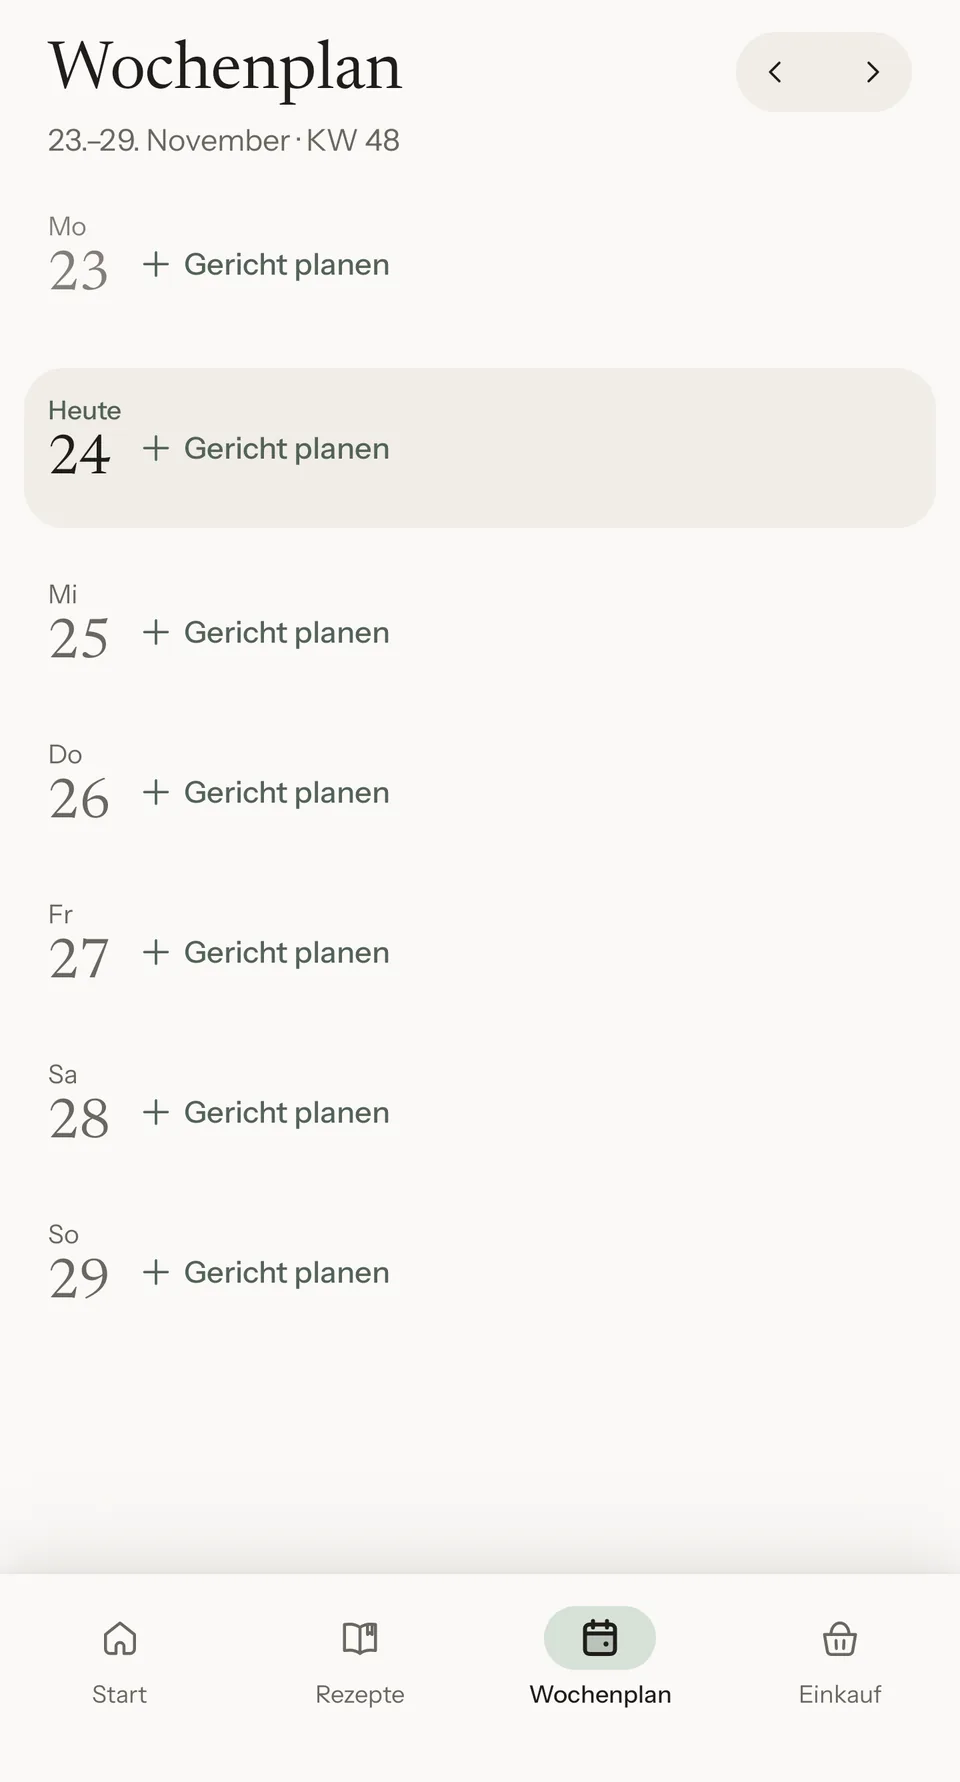 Wochenplan
23.–29. November · KW 48
Mo
23
Gericht planen
Heute
24
Gericht planen
Mi
25
Gericht planen
Do
26
Gericht planen
Fr
27
Gericht planen
Sa
28
Gericht planen
So
29
Gericht planen
Start
Rezepte
Wochenplan
Einkauf